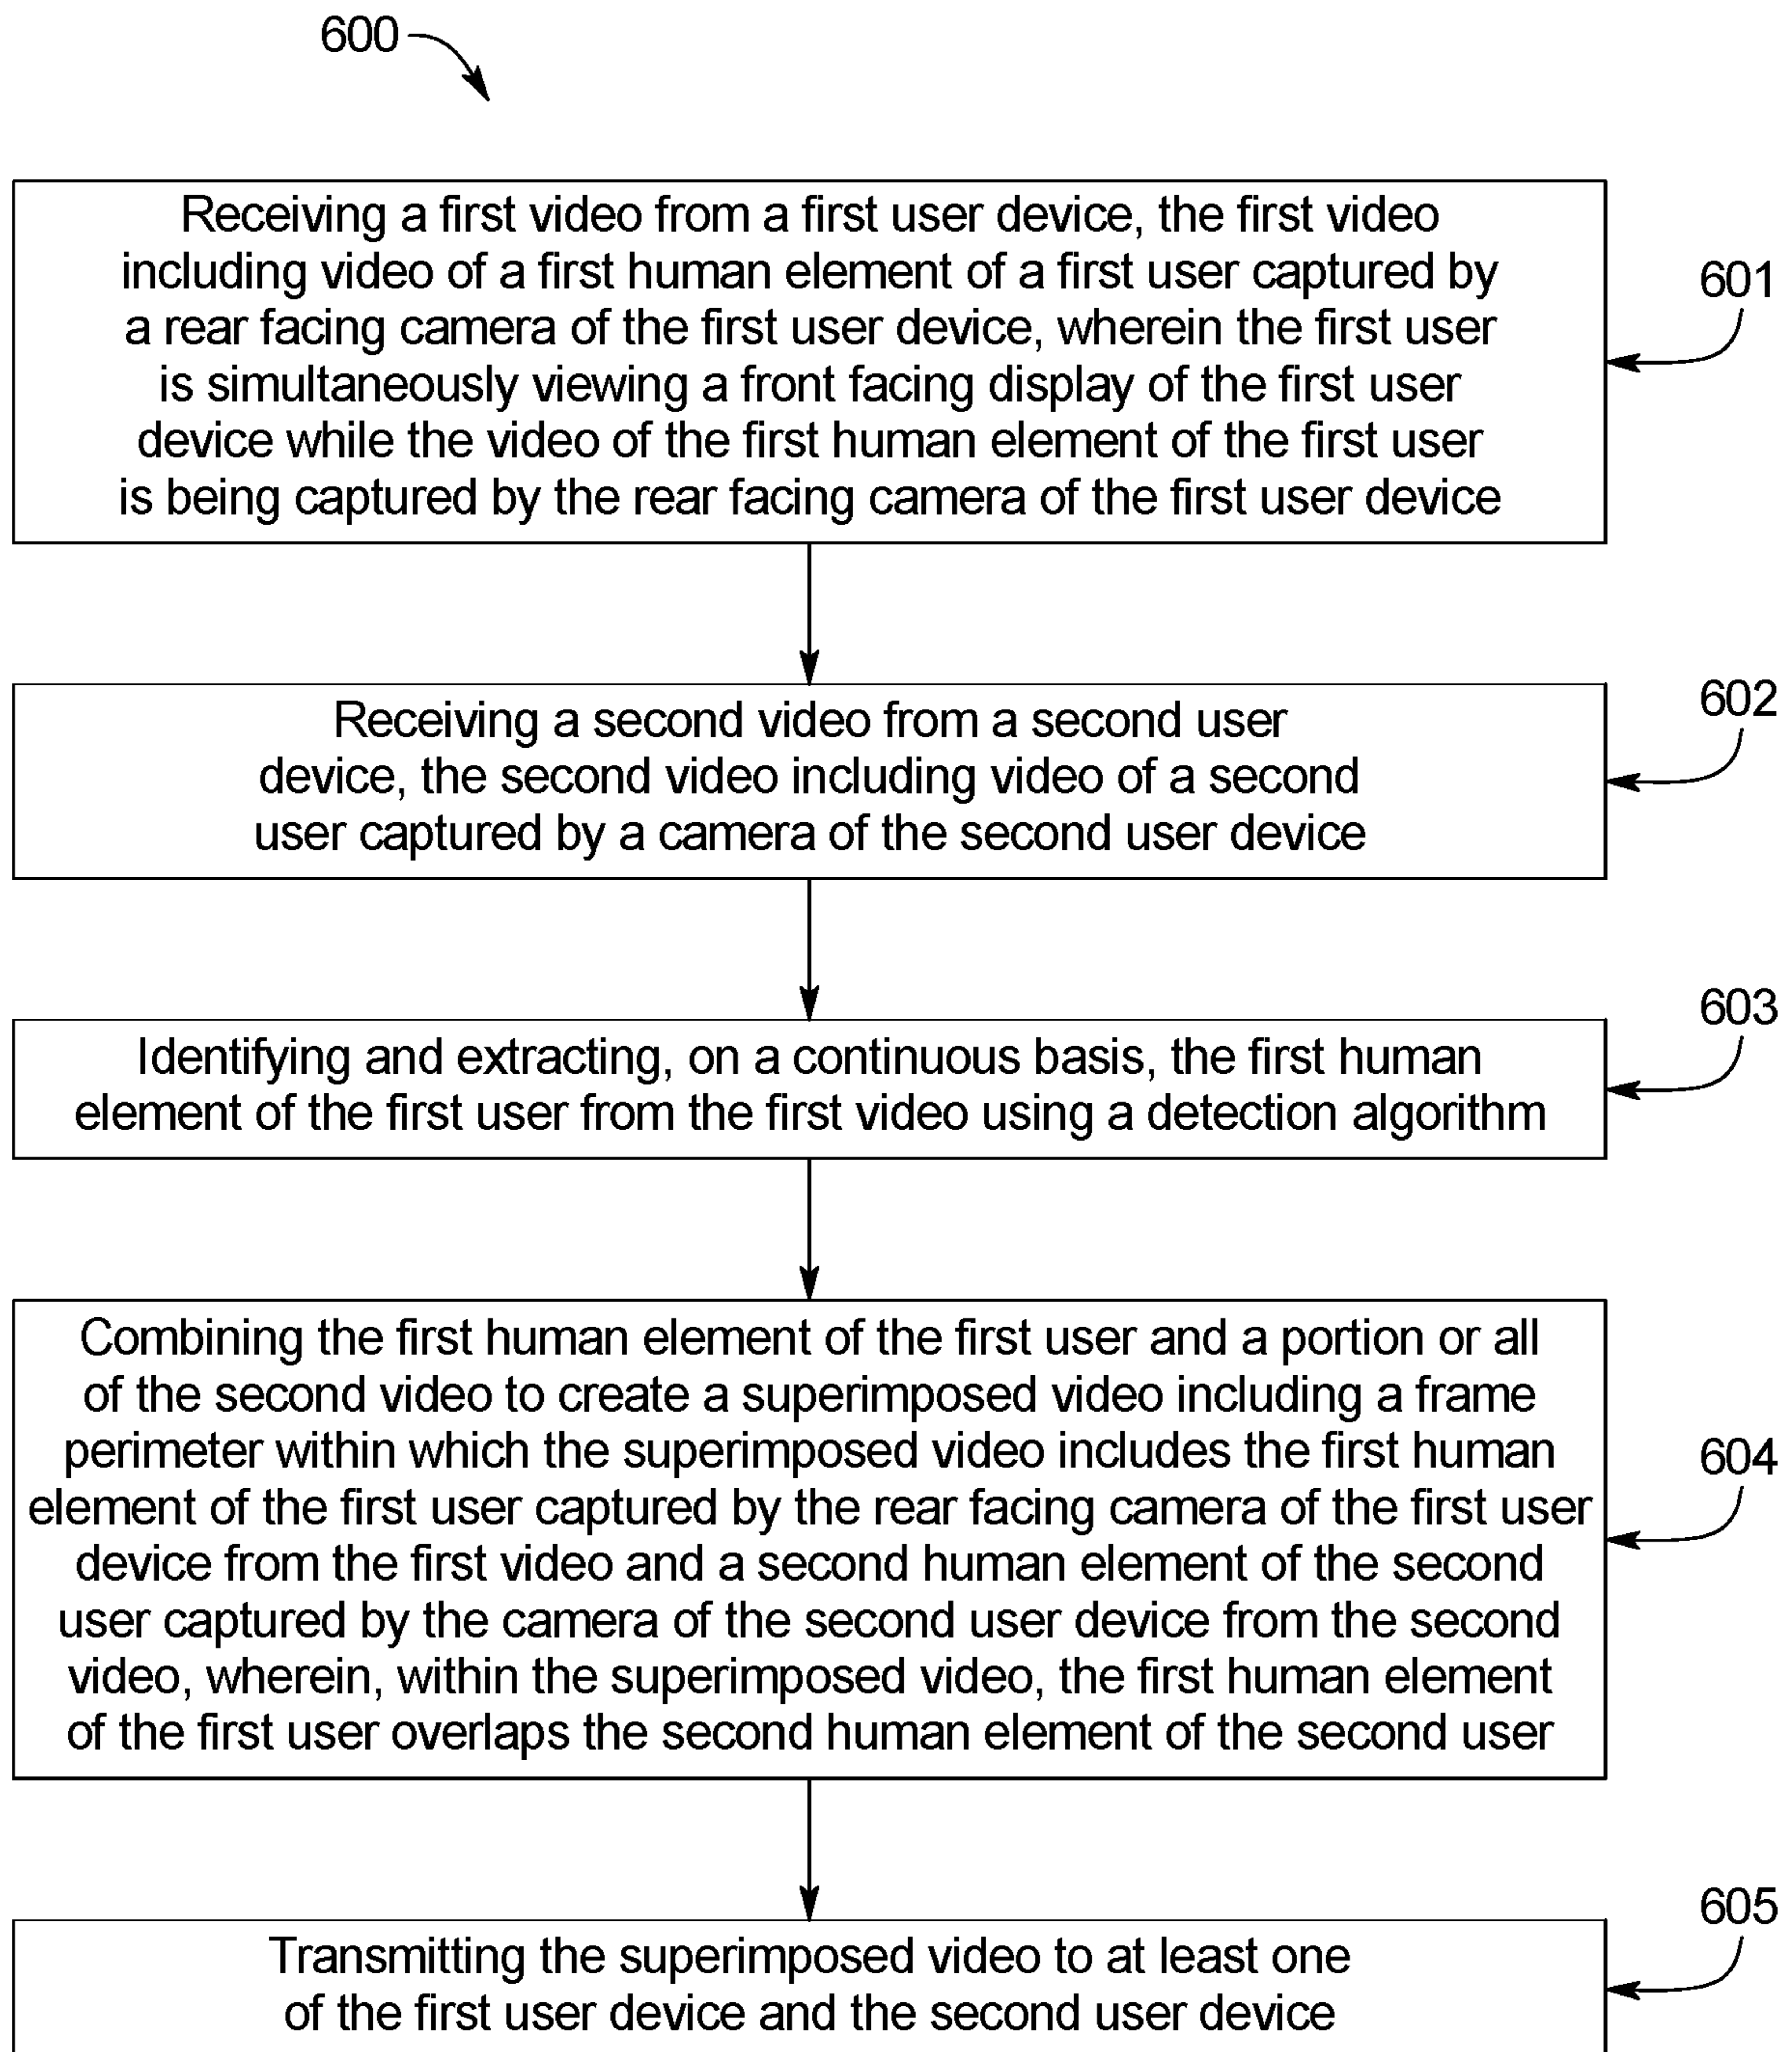 600
Receiving a first video from a first user device, the first video
including video of a first human element of a first user captured by
a rear facing camera of the first user device, wherein the first user
is simultaneously viewing a front facing display of the first user
device while the video of the first human element of the first user
is being captured by the rear facing camera of the first user device
601
Receiving a second video from a second user
device, the second video including video of a second
user captured by a camera of the second user device
602
Identifying and extracting, on a continuous basis, the first human
element of the first user from the first video using a detection algorithm
603
Combining the first human element of the first user and a portion or all
of the second video to create a superimposed video including a frame
perimeter within which the superimposed video includes the first human
element of the first user captured by the rear facing camera of the first user
device from the first video and a second human element of the second
user captured by the camera of the second user device from the second
video, wherein, within the superimposed video, the first human element
of the first user overlaps the second human element of the second user
604
Transmitting the superimposed video to at least one
of the first user device and the second user device
605